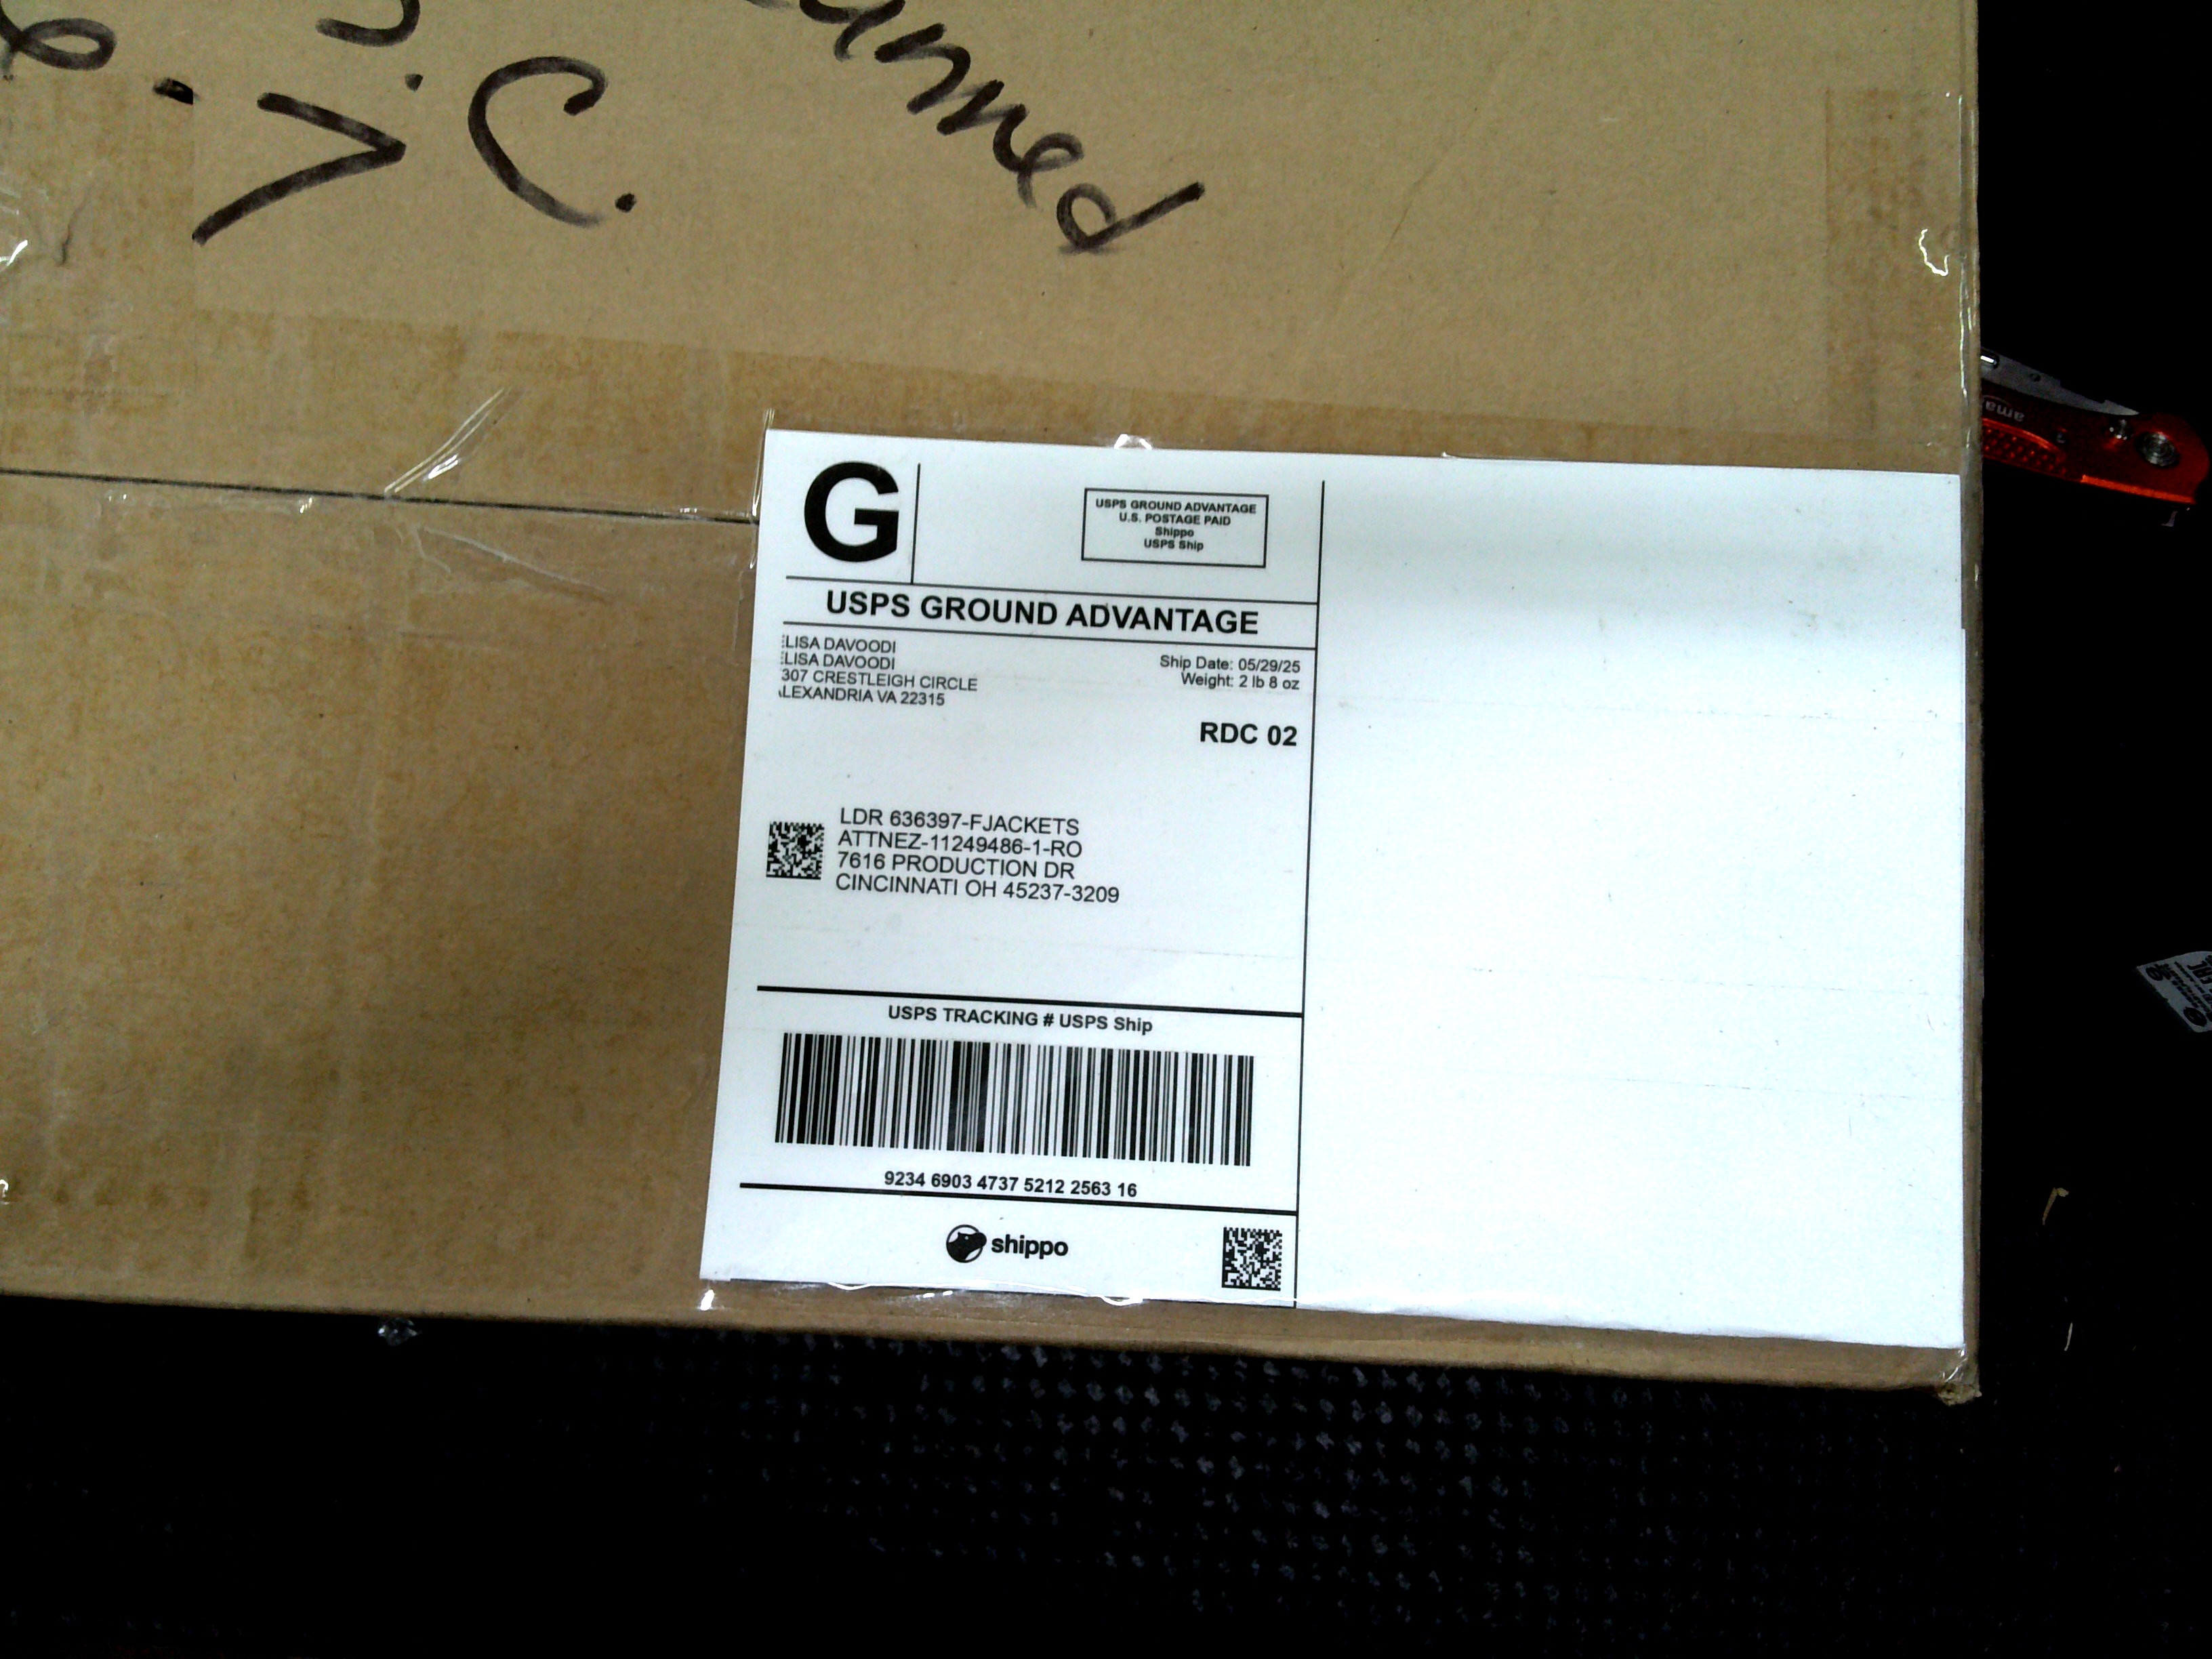 V C.
G
USPS GROUND ADVANTAGE
U.S. POSTAGE PAID
Shippo
USPS Ship
USPS GROUND ADVANTAGE
LISA DAVOODI
LISA DAVOODI
307 CRESTLEIGH CIRCLE
LEXANDRIA VA 22315
Ship Date: 05/29/25
Weight: 2 lb 8 oz
RDC 02
LDR 636397-FJACKETS
ATTNEZ-11249486-1-RO
7616 PRODUCTION DR
CINCINNATI OH 45237-3209
USPS TRACKING # USPS Ship
9234 6903 4737 5212 2563 16
shippo